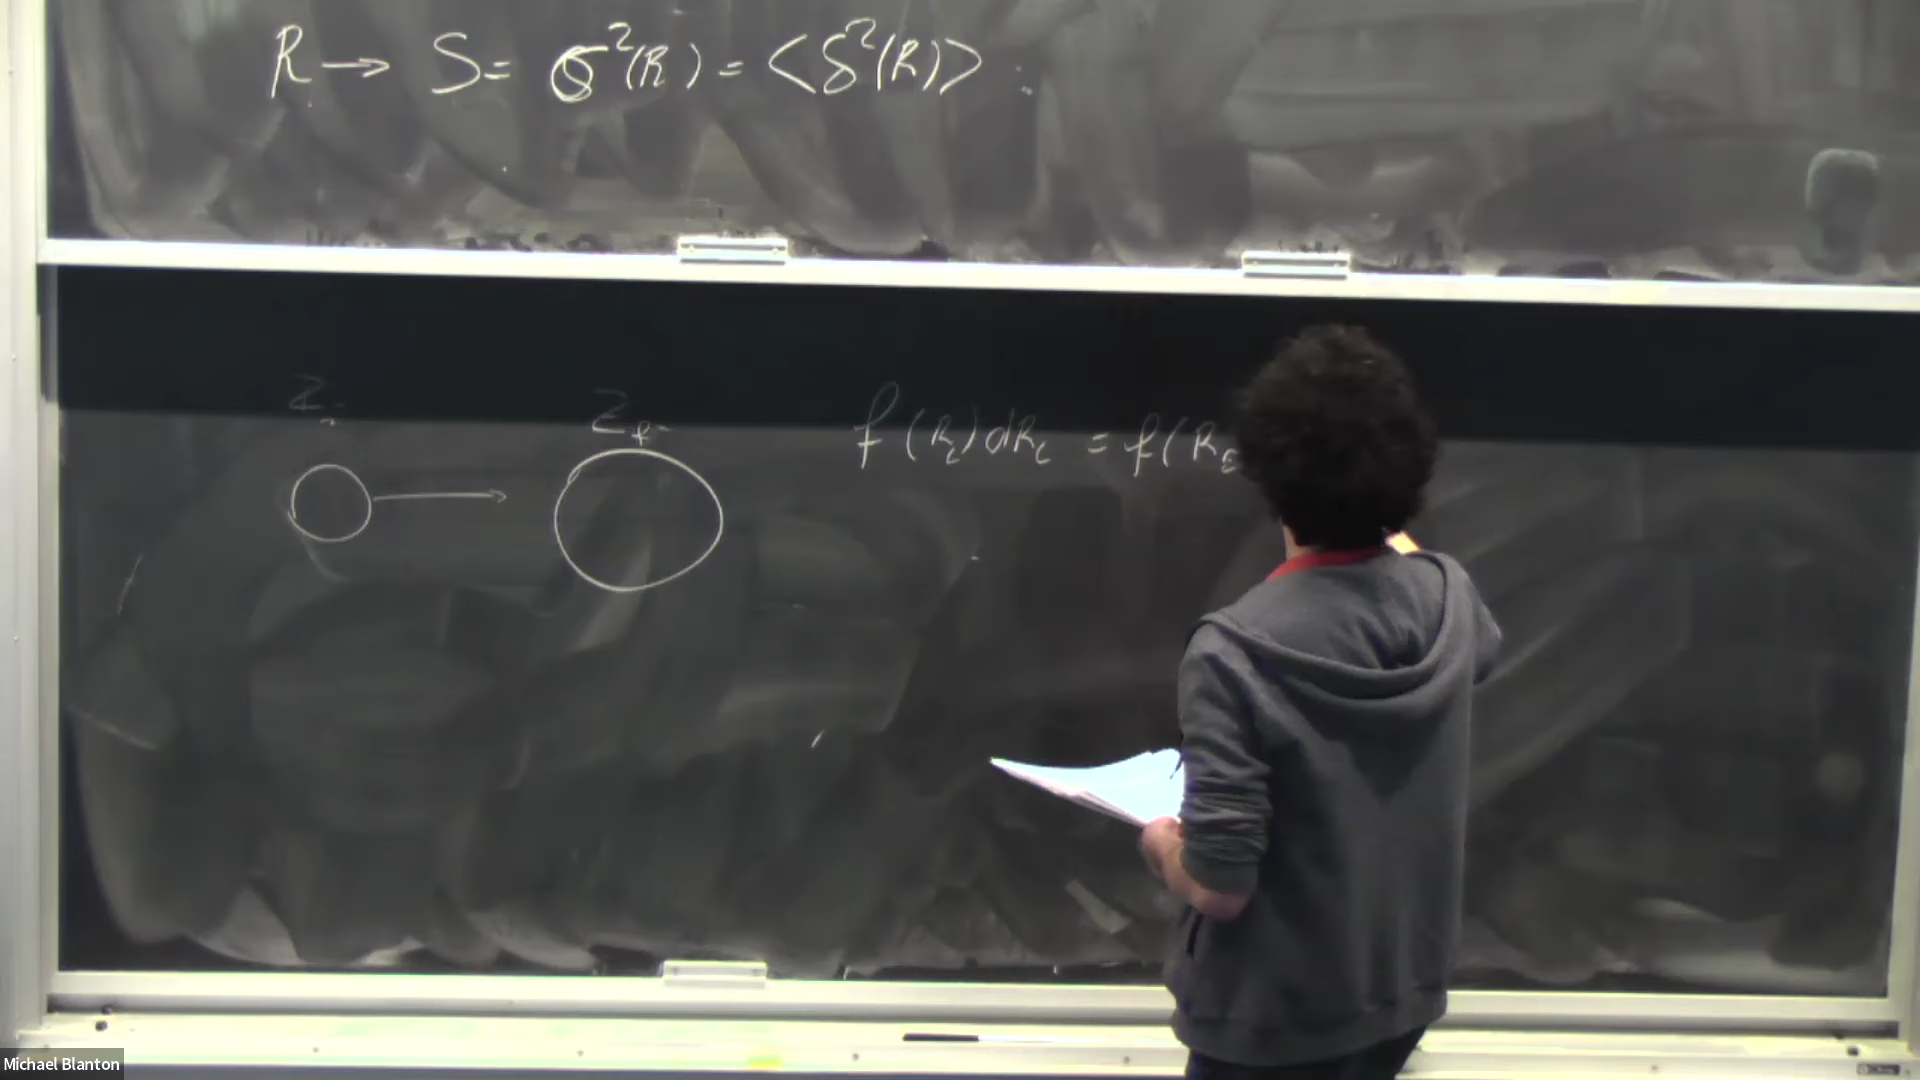 R → S = σ²(R) = <δ²(R)>
Z_i
Z_f
f(R_L)dR_L = f(R_E
Michael Blanton